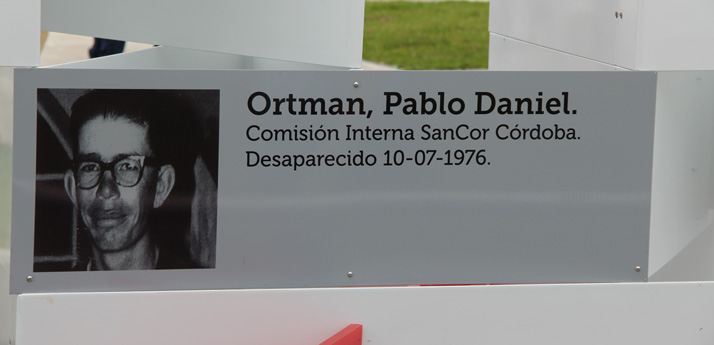 Ortman, Pablo Daniel.
Comisión Interna SanCor Córdoba.
Desaparecido 10-07-1976.